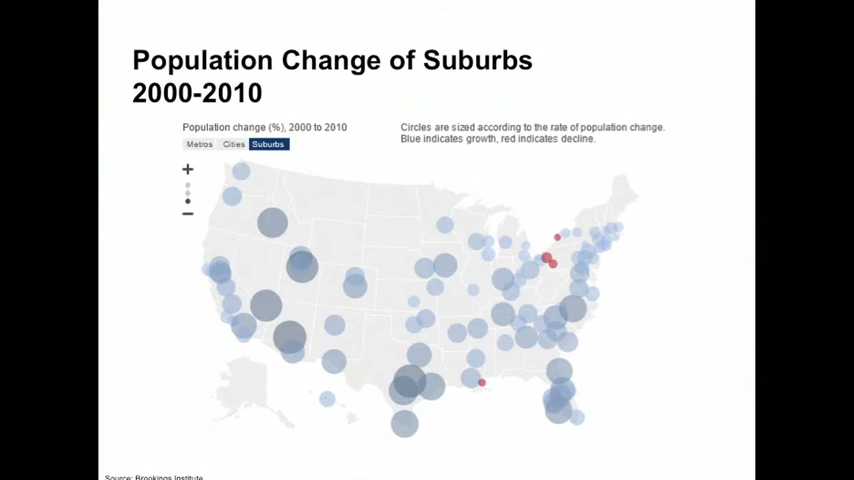 Population Change of Suburbs
2000-2010
Population change (%), 2000 to 2010
Circles are sized according to the rate of population change.
Blue indicates growth, red indicates decline.
Metros Cities Suburbs
Source: Brookings Institute